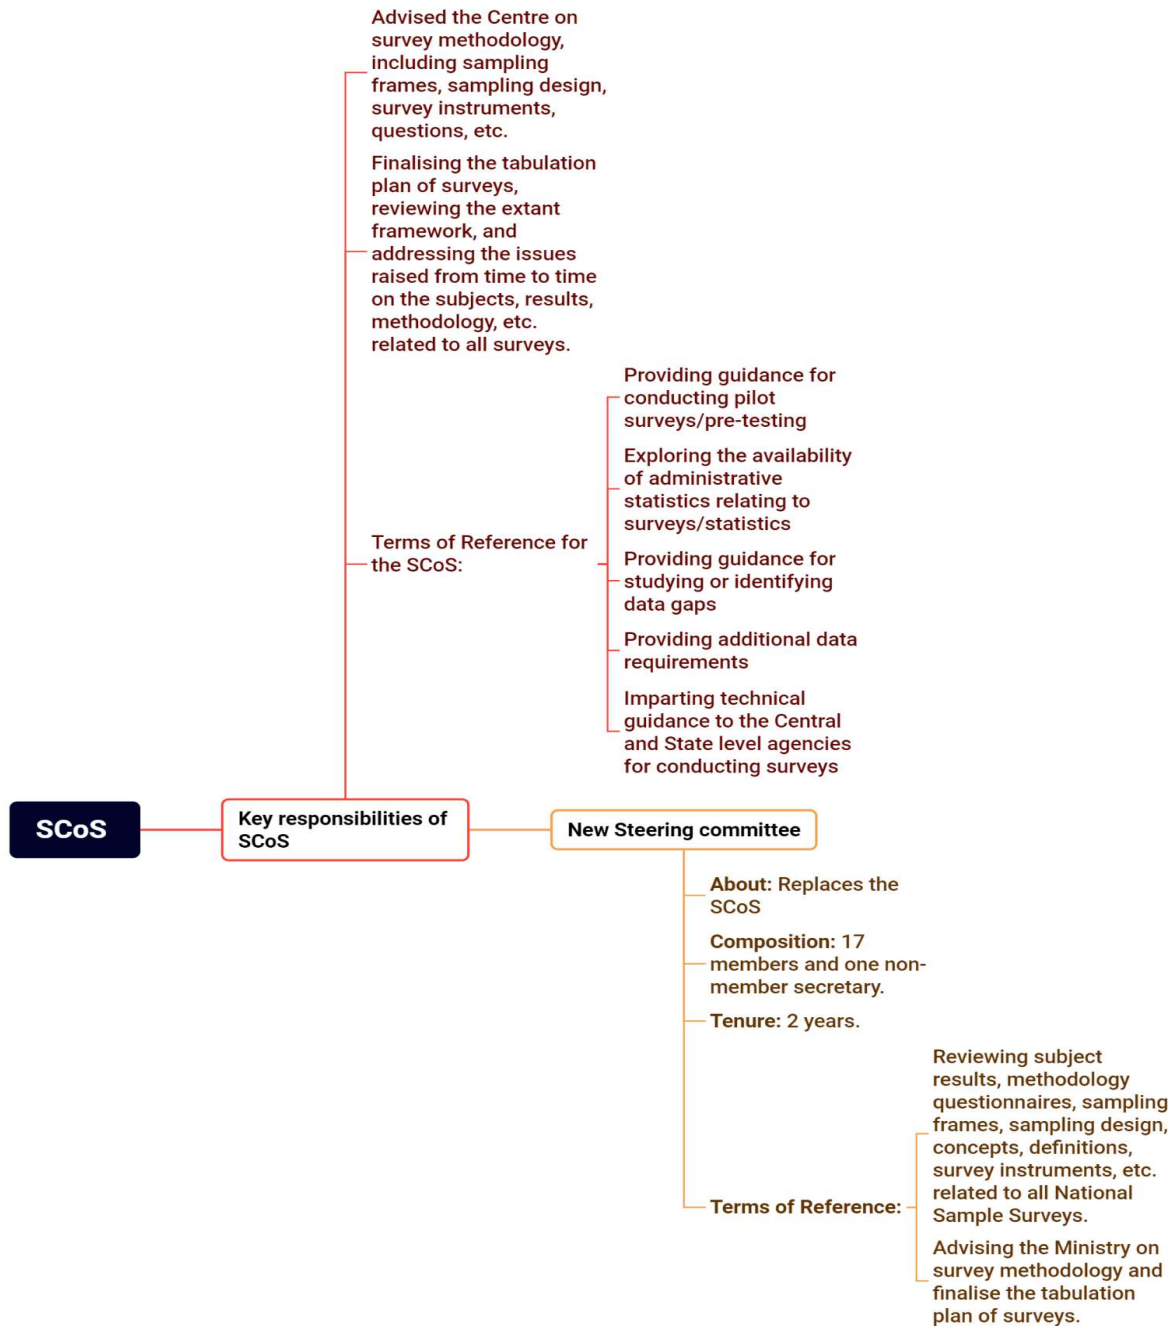 Advised the Centre on
survey methodology,
including sampling
frames, sampling design,
survey instruments,
questions, etc.
Finalising the tabulation
plan of surveys,
reviewing the extant
framework, and
addressing the issues
raised from time to time
on the subjects, results,
methodology, etc.
related to all surveys.
Terms of Reference for
the SCoS:
Providing guidance for
conducting pilot
surveys/pre-testing
Exploring the availability
of administrative
statistics relating to
surveys/statistics
Providing guidance for
studying or identifying
data gaps
Providing additional data
requirements
Imparting technical
guidance to the Central
and State level agencies
for conducting surveys
SCoS
Key responsibilities of
SCoS
New Steering committee
About: Replaces the
SCoS
Composition: 17
members and one non-
member secretary.
Tenure: 2 years.
Terms of Reference:
Reviewing subject
results, methodology
questionnaires, sampling
frames, sampling design,
concepts, definitions,
survey instruments, etc.
related to all National
Sample Surveys.
Advising the Ministry on
survey methodology and
finalise the tabulation
plan of surveys.